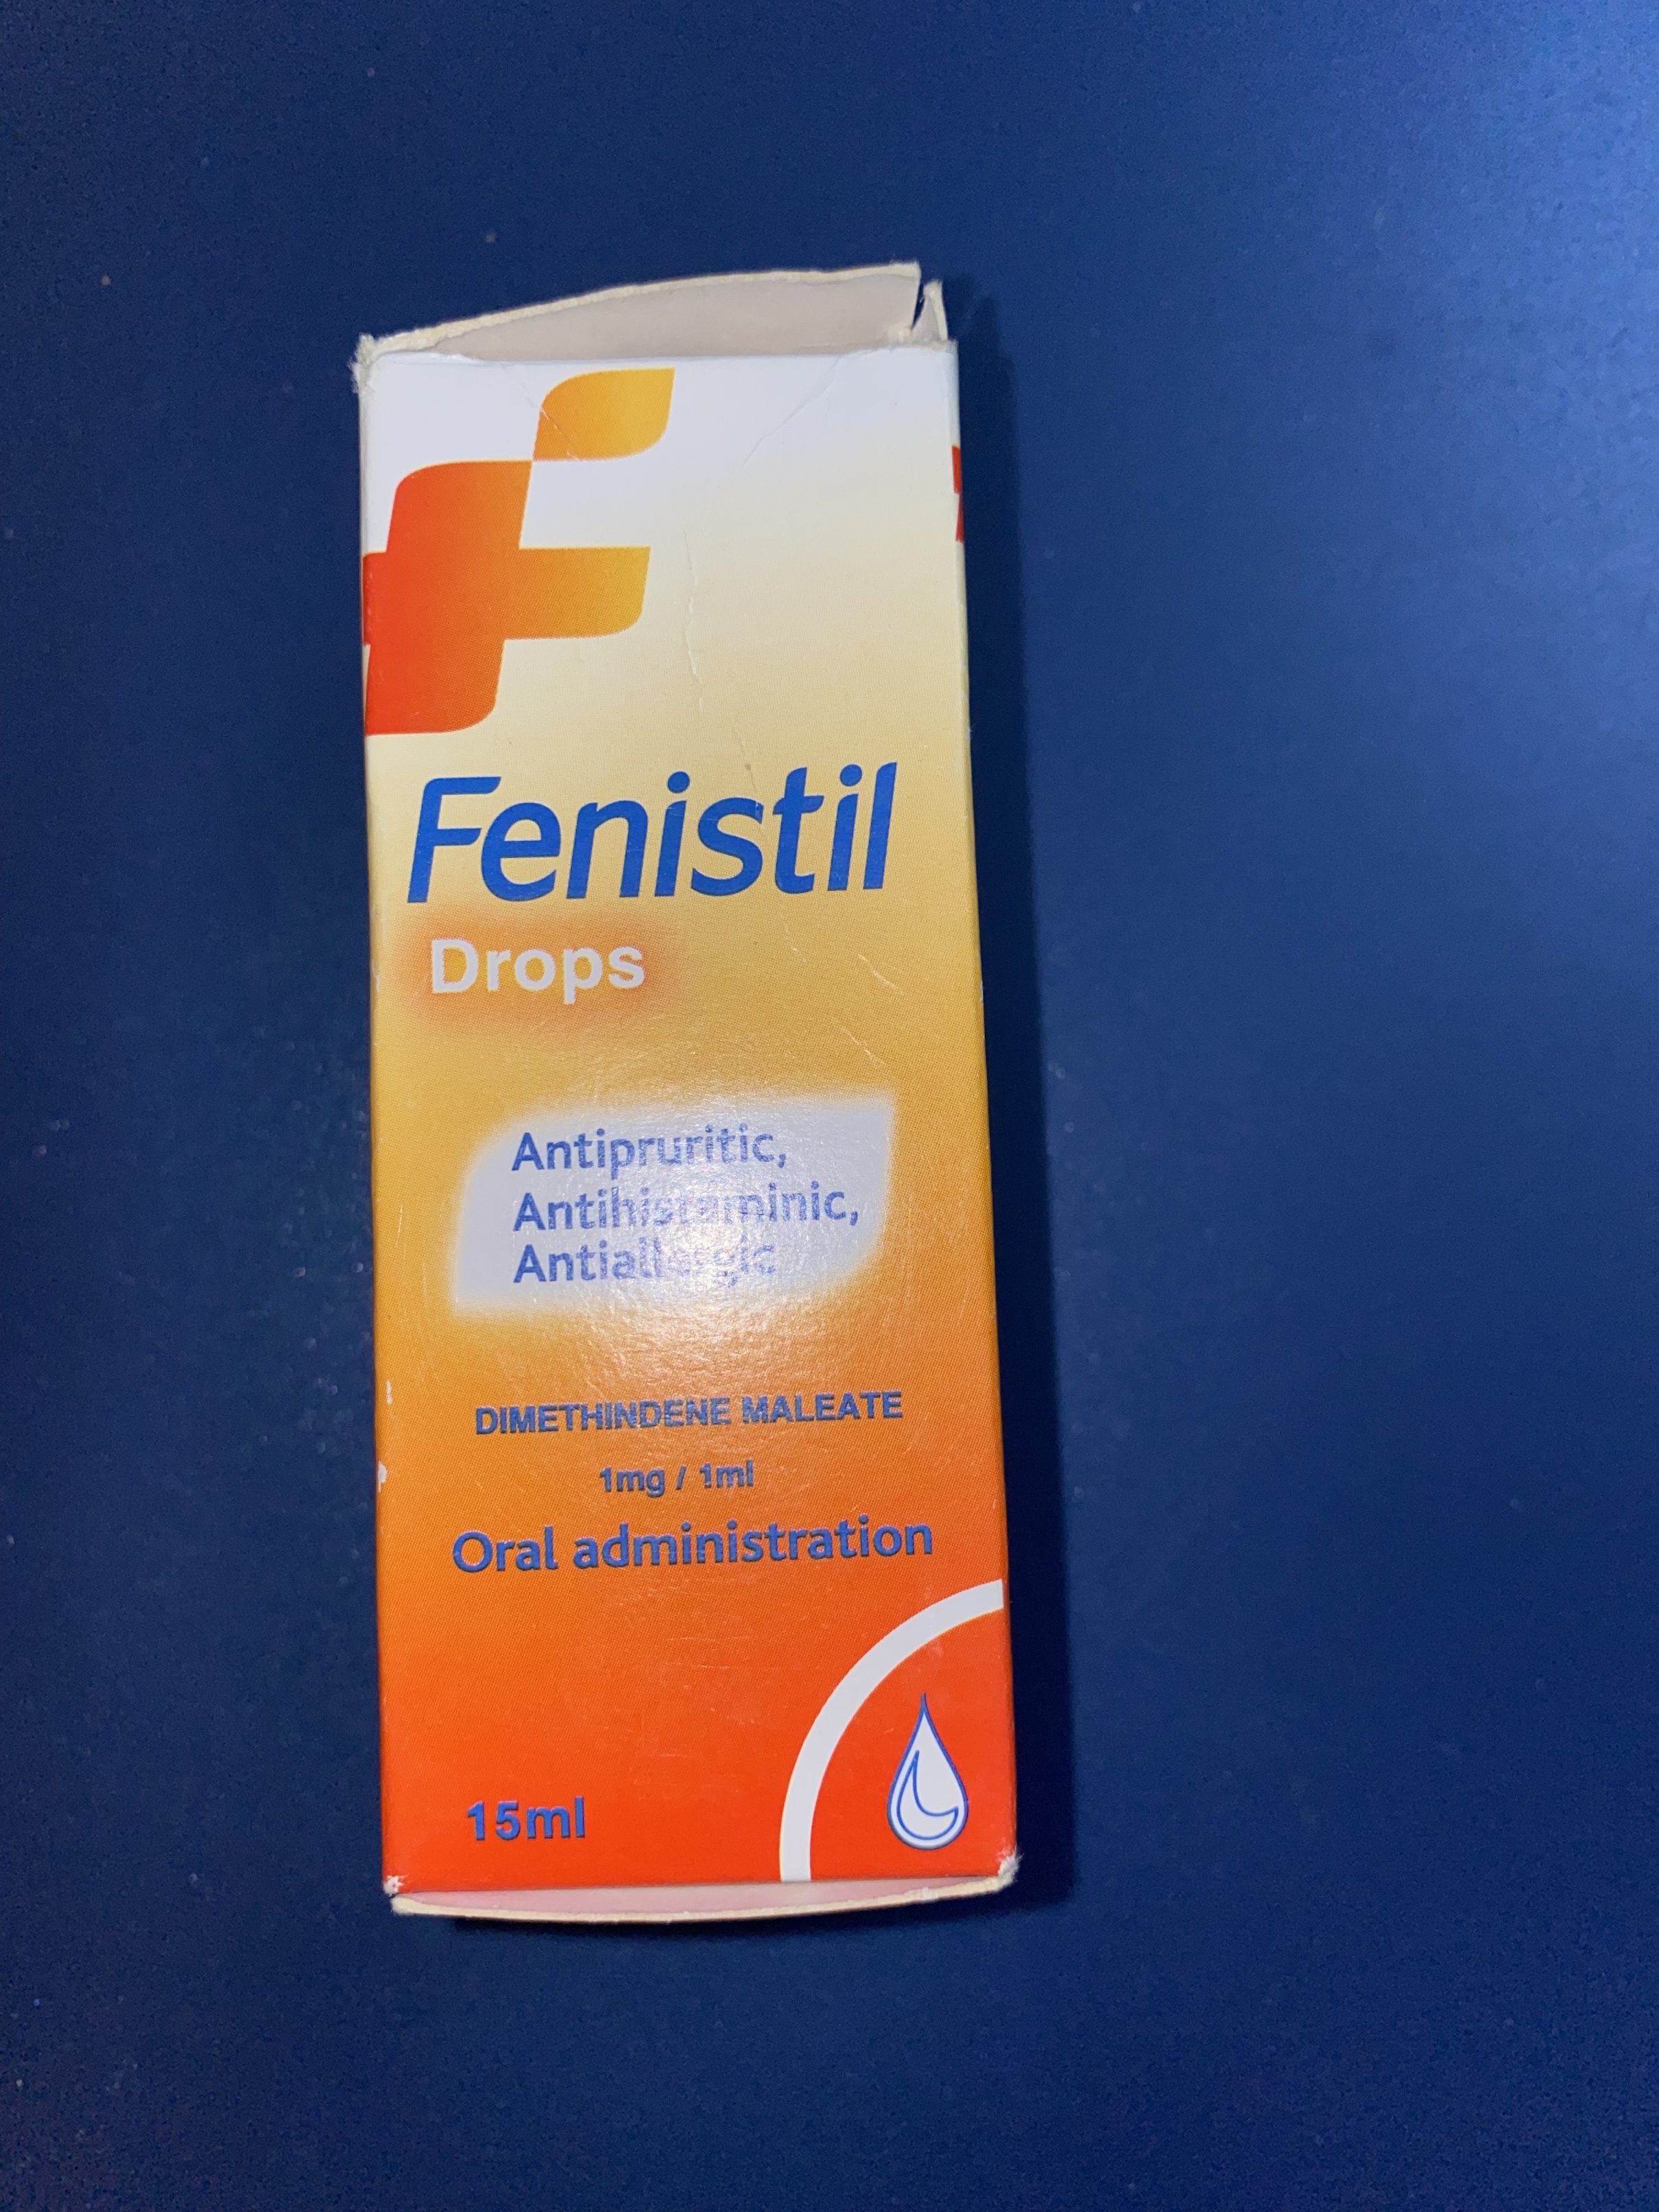 Fenistil
Drops
Antipruritic,
Antihistaminic,
Antiallergic
DIMETHINDENE MALEATE
1mg / 1ml
Oral administration
15ml